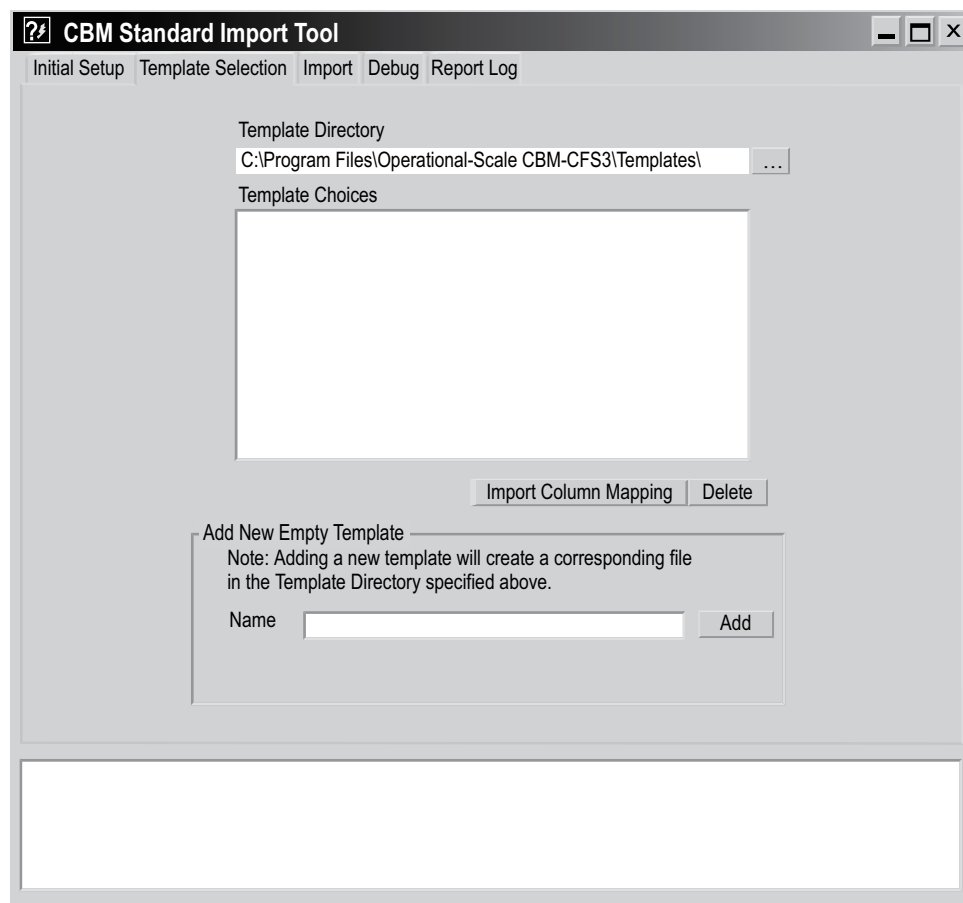 CBM Standard Import Tool
Initial Setup Template Selection Import Debug Report Log
Template Directory
C:\Program Files\Operational-Scale CBM-CFS3\Templates\ ...
Template Choices
Import Column Mapping Delete
Add New Empty Template
Note: Adding a new template will create a corresponding file
in the Template Directory specified above.
Name Add